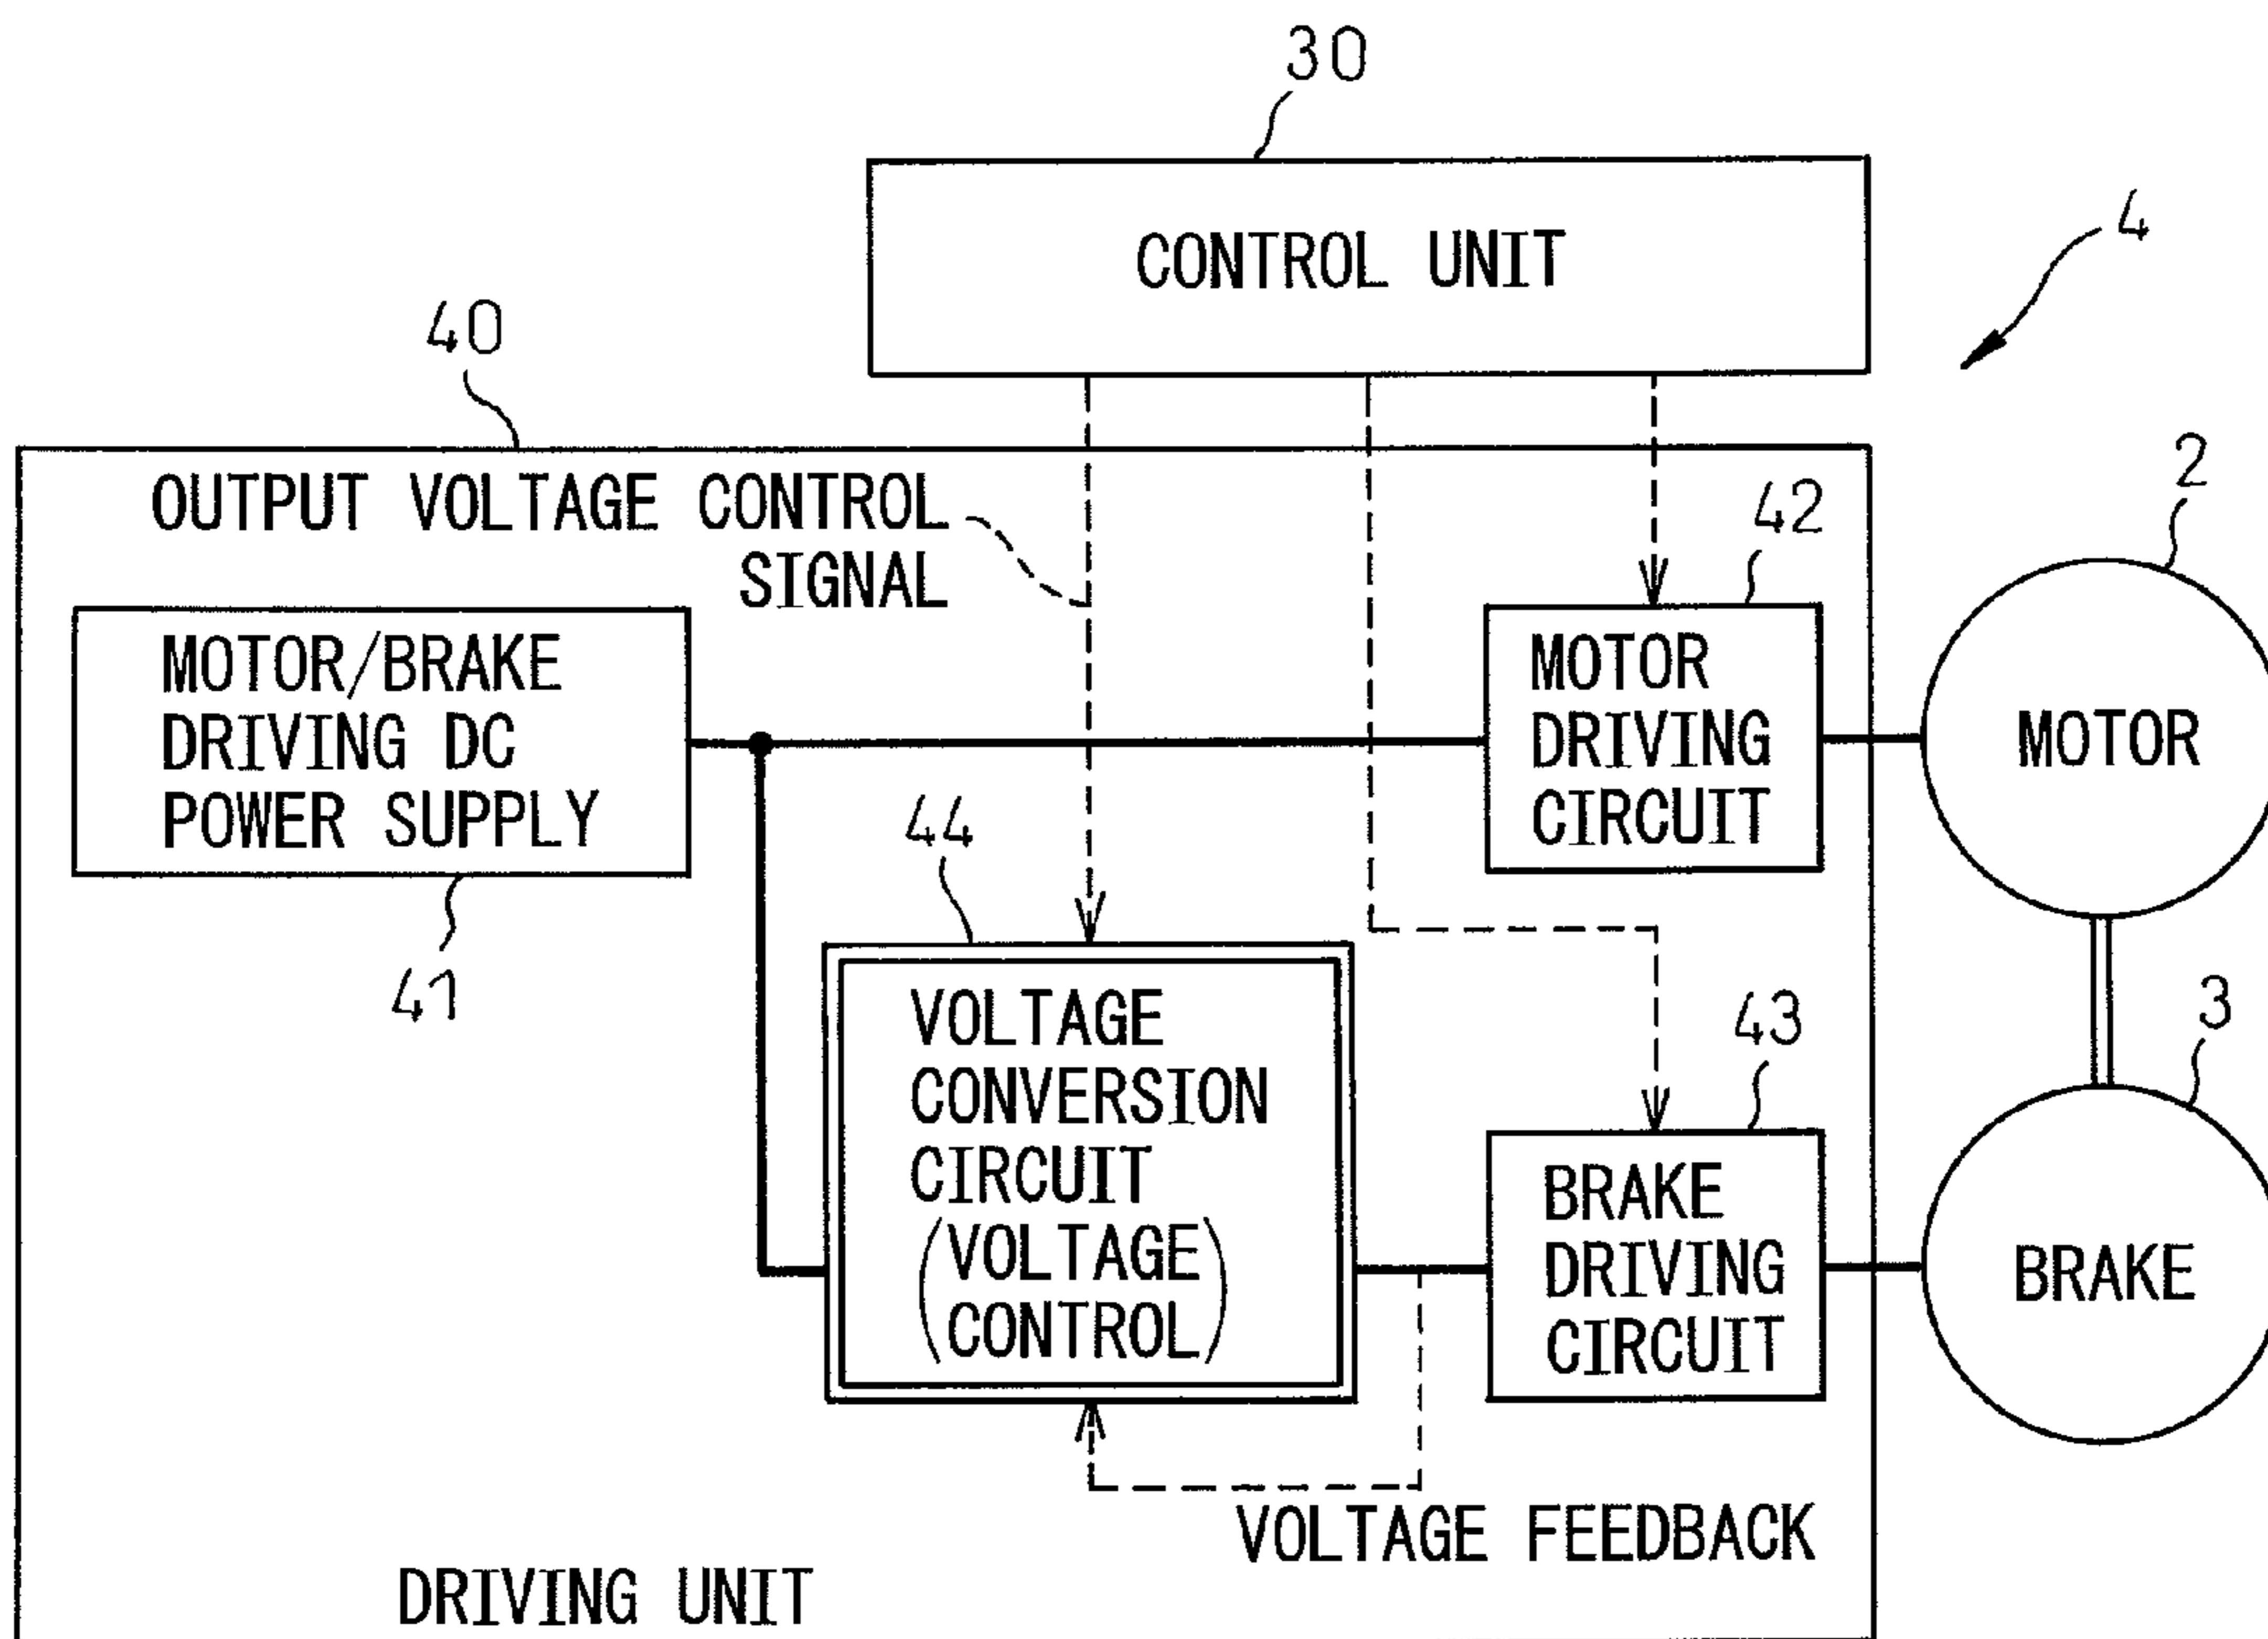 30
CONTROL UNIT
4
40
OUTPUT VOLTAGE CONTROL
SIGNAL
42
2
MOTOR/BRAKE
DRIVING DC
POWER SUPPLY
41
MOTOR
DRIVING
CIRCUIT
MOTOR
44
VOLTAGE
CONVERSION
CIRCUIT
(VOLTAGE
CONTROL)
43
3
BRAKE
DRIVING
CIRCUIT
BRAKE
VOLTAGE FEEDBACK
DRIVING UNIT